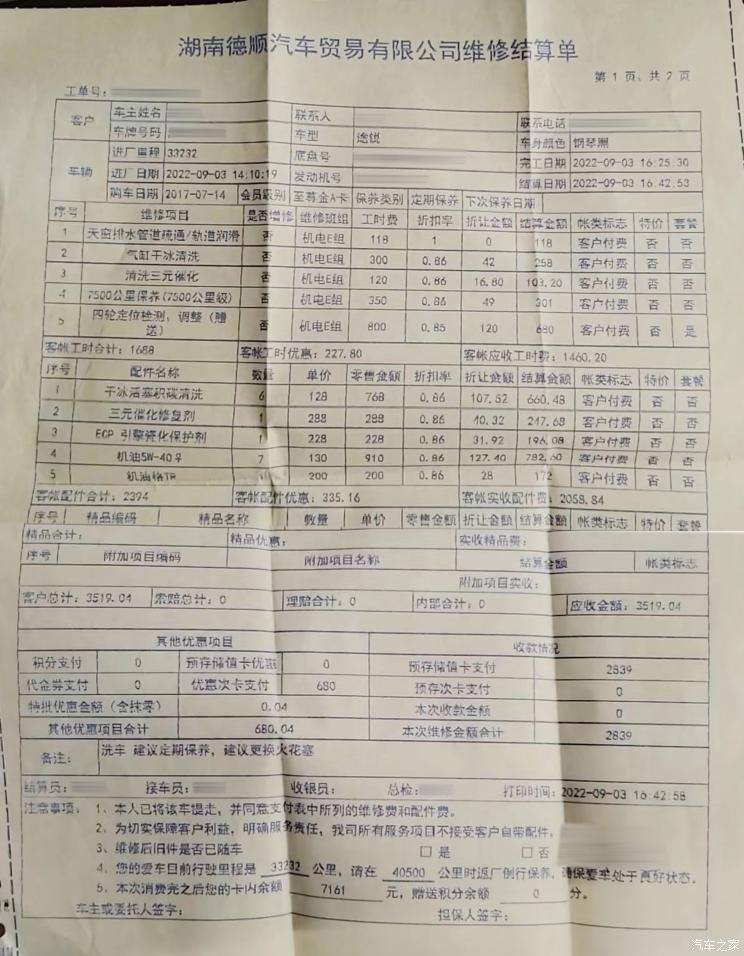 湖南德顺汽车贸易有限公司维修结算单
第 1 页，共 2 页
工单号：
客户 车主姓名 联系人 联系电话
车牌号码 车型 途锐 车身颜色 钢琴黑
车辆 进厂里程 33232 底盘号 完工日期 2022-09-03 16:25:30
进厂日期 2022-09-03 14:10:19 发动机号 结算日期 2022-09-03 16:42:53
购车日期 2017-07-14 会员级别 至尊金A卡 保养类别 定期保养 下次保养日期
序号 维修项目 是否增修 维修班组 工时费 折扣率 折让金额 结算金额 帐类标志 特价 套餐
1 天窗排水管道疏通/轨道润滑 否 机电E组 118 1 0 118 客户付费 否 否
2 气缸干冰清洗 否 机电E组 300 0.86 42 258 客户付费 否 否
3 清洗三元催化 否 机电E组 120 0.86 16.80 103.20 客户付费 否 否
4 7500公里保养(7500公里级) 否 机电E组 350 0.86 49 301 客户付费 否 否
5 四轮定位检测、调整(赠送) 否 机电E组 800 0.85 120 680 客户付费 否 是
客帐工时合计：1688 客帐工时优惠：227.80 客帐应收工时费：1460.20
序号 配件名称 数量 单价 零售金额 折扣率 折让金额 结算金额 帐类标志 特价 套餐
1 干冰活塞积碳清洗 6 128 768 0.86 107.52 660.48 客户付费 否 否
2 三元催化修复剂 1 288 288 0.86 40.32 247.68 客户付费 否 否
3 ECP 引擎瓷化保护剂 1 228 228 0.86 31.92 196.08 客户付费 否 否
4 机油5W-40 7 130 910 0.86 127.40 782.60 客户付费 否 否
5 机油格TR 1 200 200 0.86 28 172 客户付费 否 否
客帐配件合计：2394 客帐配件优惠：335.16 客帐实收配件费：2058.84
序号 精品编码 精品名称 数量 单价 零售金额 折让金额 结算金额 帐类标志 特价 套餐
精品合计： 精品优惠： 实收精品费：
序号 附加项目编码 附加项目名称 结算金额 帐类标志
附加项目实收：
客户总计：3519.04 索赔总计：0 理赔合计：0 内部合计：0 应收金额：3519.04
其他优惠项目 收款情况
积分支付 0 预存储值卡优惠 0 预存储值卡支付 2839
代金券支付 0 优惠次卡支付 680 预存次卡支付 0
特批优惠金额(含抹零) 0.04 本次收款金额 0
其他优惠项目合计 680.04 本次维修金额合计 2839
备注： 洗车 建议定期保养，建议更换火花塞
结算员： 接车员： 收银员： 总检： 打印时间：2022-09-03 16:42:58
注意事项： 1、本人已将该车提走，并同意支付表中所列的维修费和配件费。
2、为切实保障客户利益，明确服务责任，我司所有服务项目不接受客户自带配件。
3、维修后旧件是否已随车 □ 是 □ 否
4、您的爱车目前行驶里程是 33232 公里，请在 40500 公里时返厂例行保养，确保爱车处于良好状态。
5、本次消费完之后您的卡内余额 7161 元，赠送积分余额 0 分。
车主或委托人签字： 担保人签字：
汽车之家